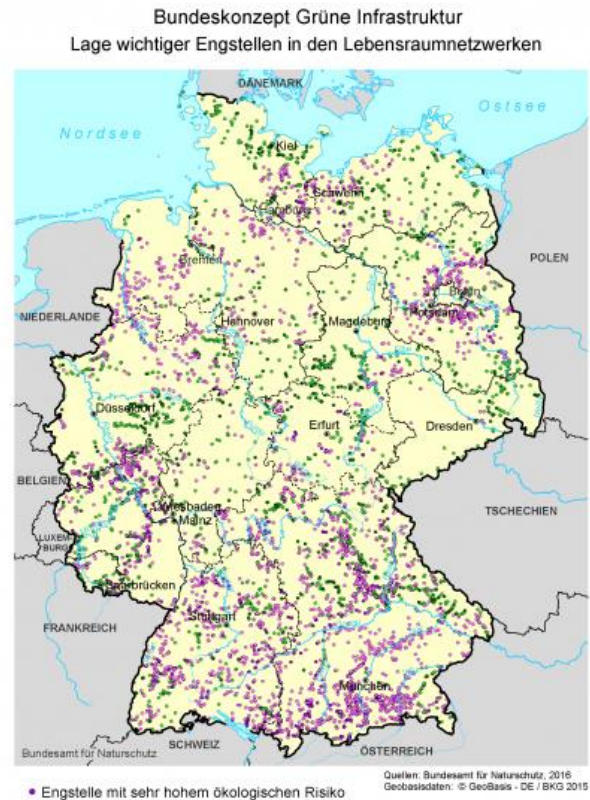 Bundeskonzept Grüne Infrastruktur
Lage wichtiger Engstellen in den Lebensraumnetzwerken
DÄNEMARK
Nordsee
Ostsee
Kiel
Schwerin
Hamburg
Bremen
POLEN
Berlin
Potsdam
NIEDERLANDE
Hannover
Magdeburg
Düsseldorf
Erfurt
Dresden
BELGIEN
Wiesbaden
Mainz
TSCHECHIEN
LUXEM-
BURG
Saarbrücken
Stuttgart
FRANKREICH
München
SCHWEIZ
ÖSTERREICH
Bundesamt für Naturschutz
Quellen: Bundesamt für Naturschutz, 2016
Geobasisdaten: © GeoBasis - DE / BKG 2015
Engstelle mit sehr hohem ökologischen Risiko